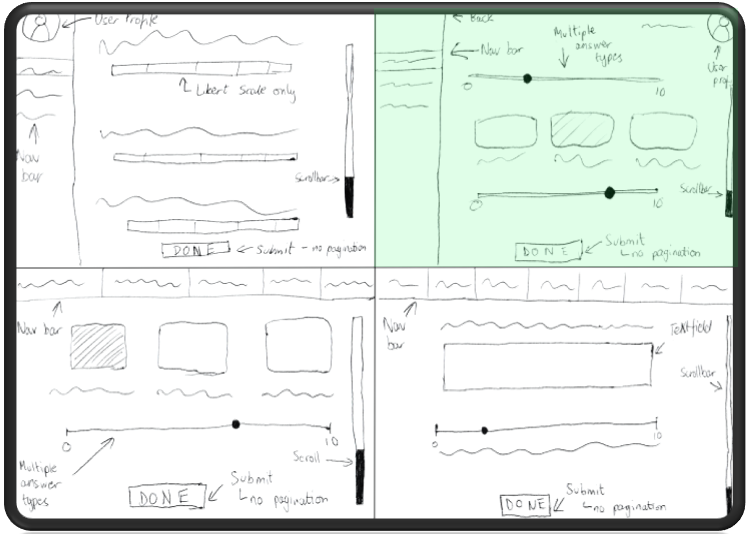 User Profile
Likert Scale only
Nav
bar
Scrollbar
DONE
Submit - no pagination
Back
Nav bar
Multiple
answer
types
User
0
10
Scrollbar
0
10
DONE
Submit
no pagination
Nav bar
0
10
Multiple
answer
types
Scroll
DONE
Submit
no pagination
Nav
bar
Textfield
Scrollbar
0
10
DONE
Submit
no pagination